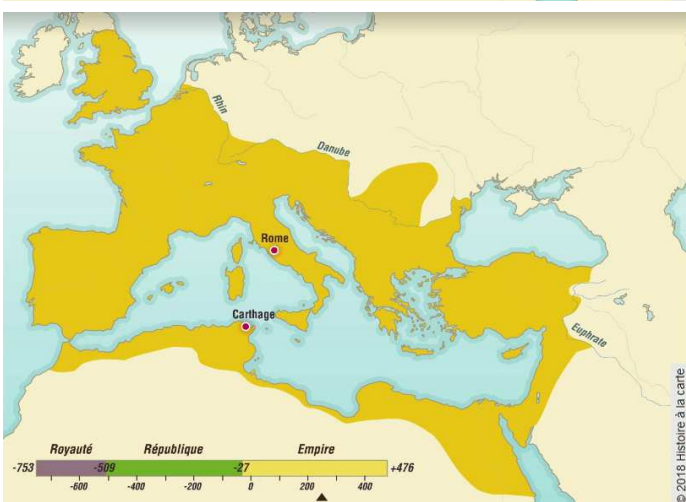 Rhin
Danube
Rome
Carthage
Euphrate
Royauté République Empire
-753 -509 -27 +476
-600 -400 -200 0 200 400
© 2018 Histoire à la carte